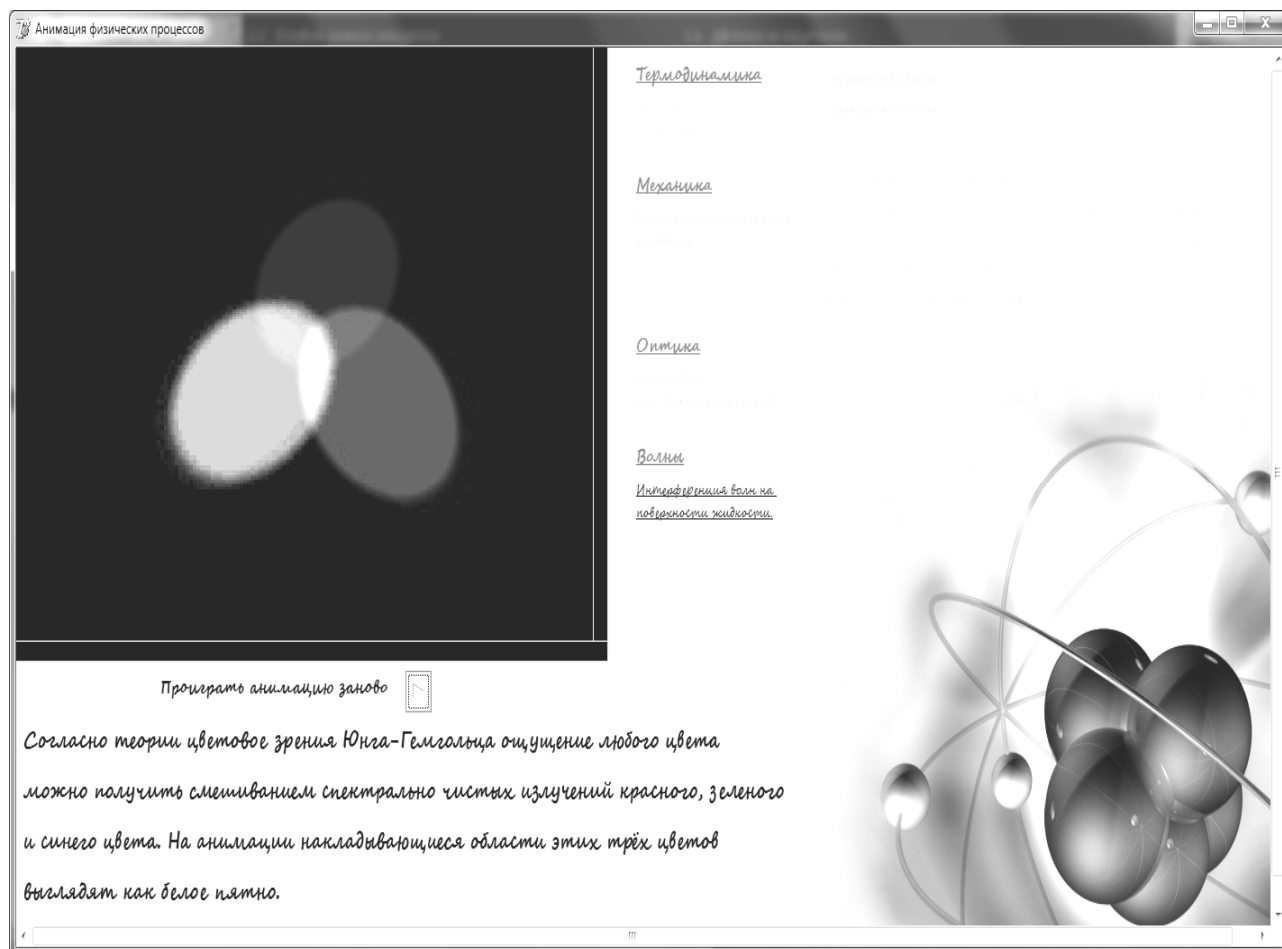 Анимация физических процессов
Термодинамика
Механика
Оптика
Волны
Интерференция волн на
поверхности жидкости.
Проиграть анимацию заново
Согласно теории цветовое зрения Юнга-Гемгольца ощущение любого цвета
можно получить смешиванием спектрально чистых излучений красного, зеленого
и синего цвета. На анимации накладывающиеся области этих трёх цветов
выглядят как белое пятно.